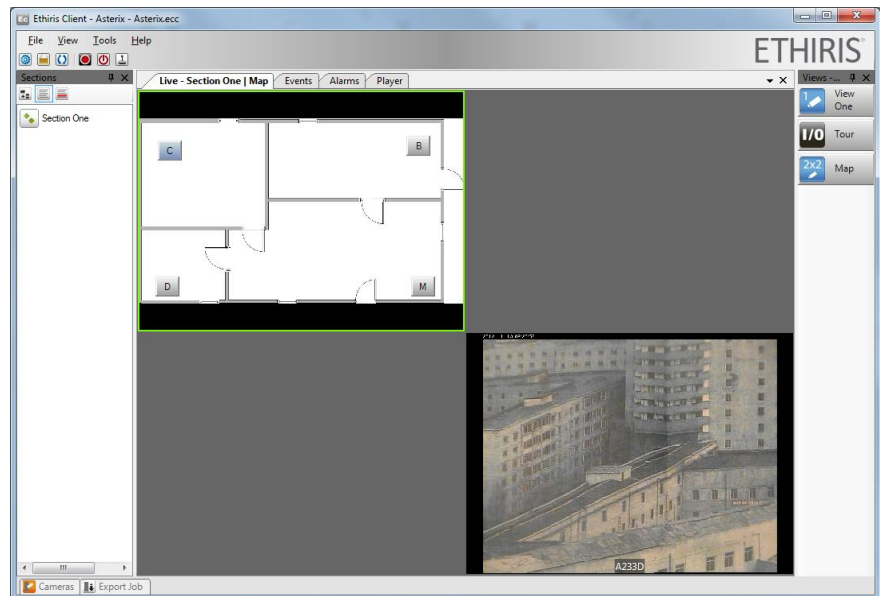 Ethiris Client - Asterix - Asterix.ecc
File View Tools Help
ETHIRIS
Sections
Live - Section One | Map
Events
Alarms
Player
Views -...
Section One
C
B
D
M
1
View One
I/O
Tour
2x2
Map
A233D
Cameras
Export Job